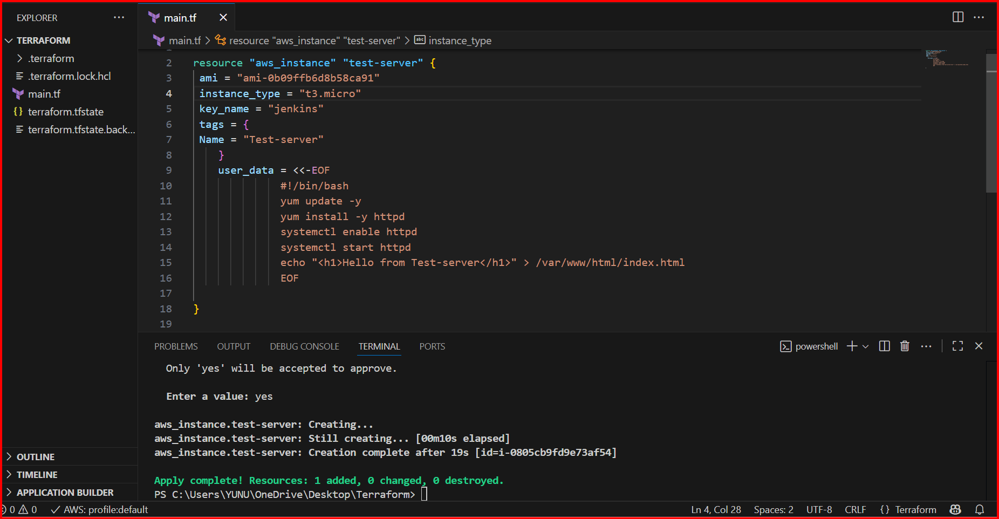 EXPLORER
TERRAFORM
.terraform
.terraform.lock.hcl
main.tf
terraform.tfstate
terraform.tfstate.back...
OUTLINE
TIMELINE
APPLICATION BUILDER
main.tf
main.tf > resource "aws_instance" "test-server" > abc instance_type
2 resource "aws_instance" "test-server" {
3 ami = "ami-0b09ffb6d8b58ca91"
4 instance_type = "t3.micro"
5 key_name = "jenkins"
6 tags = {
7 Name = "Test-server"
8 }
9 user_data = <<-EOF
10 #!/bin/bash
11 yum update -y
12 yum install -y httpd
13 systemctl enable httpd
14 systemctl start httpd
15 echo "<h1>Hello from Test-server</h1>" > /var/www/html/index.html
16 EOF
17
18 }
19
PROBLEMS OUTPUT DEBUG CONSOLE TERMINAL PORTS powershell
Only 'yes' will be accepted to approve.
Enter a value: yes
aws_instance.test-server: Creating...
aws_instance.test-server: Still creating... [00m10s elapsed]
aws_instance.test-server: Creation complete after 19s [id=i-0805cb9fd9e73af54]
Apply complete! Resources: 1 added, 0 changed, 0 destroyed.
PS C:\Users\YUNU\OneDrive\Desktop\Terraform>
0 0 AWS: profile:default Ln 4, Col 28 Spaces: 2 UTF-8 CRLF {} Terraform